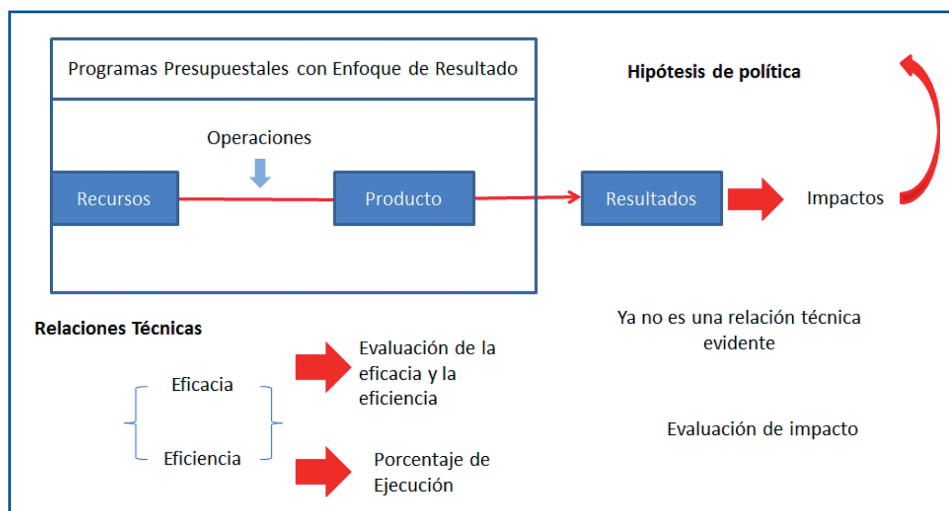 Programas Presupuestales con Enfoque de Resultado
Hipótesis de política
Operaciones
Recursos
Producto
Resultados
Impactos
Relaciones Técnicas
Eficacia
Eficiencia
Evaluación de la
eficacia y la
eficiencia
Porcentaje de
Ejecución
Ya no es una relación técnica
evidente
Evaluación de impacto